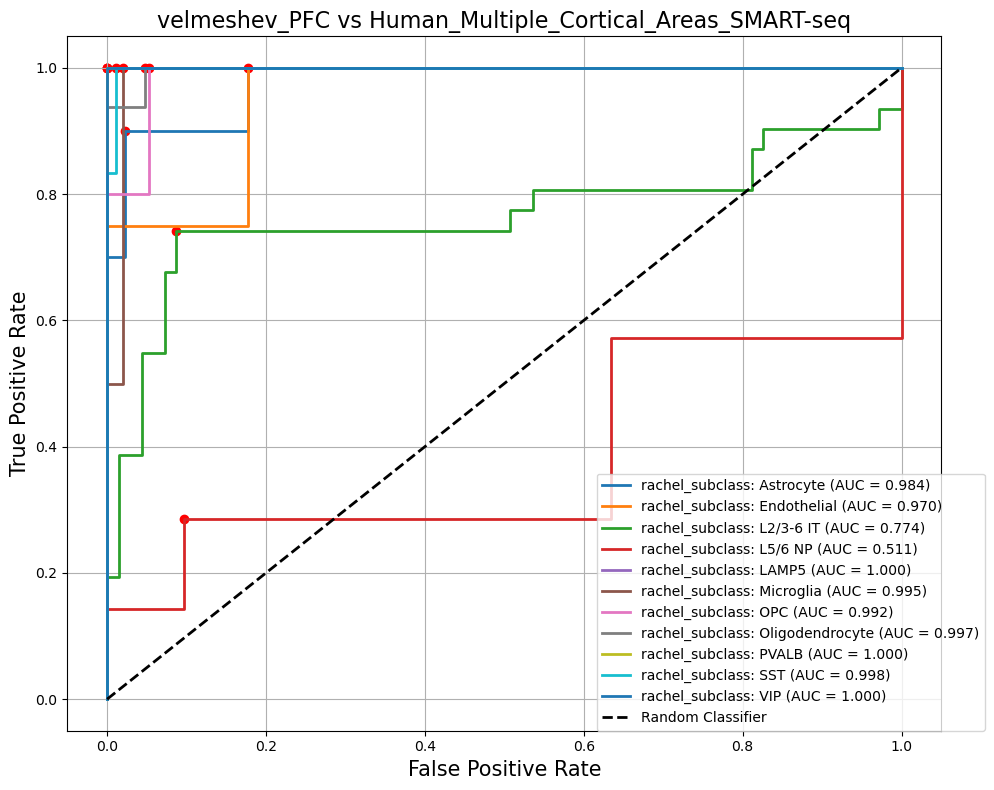 velmeshev_PFC vs Human_Multiple_Cortical_Areas_SMART-seq
True Positive Rate
1.0
0.8
0.6
0.4
0.2
0.0
rachel_subclass: Astrocyte (AUC = 0.984)
rachel_subclass: Endothelial (AUC = 0.970)
rachel_subclass: L2/3-6 IT (AUC = 0.774)
rachel_subclass: L5/6 NP (AUC = 0.511)
rachel_subclass: LAMP5 (AUC = 1.000)
rachel_subclass: Microglia (AUC = 0.995)
rachel_subclass: OPC (AUC = 0.992)
rachel_subclass: Oligodendrocyte (AUC = 0.997)
rachel_subclass: PVALB (AUC = 1.000)
rachel_subclass: SST (AUC = 0.998)
rachel_subclass: VIP (AUC = 1.000)
Random Classifier
0.0 0.2 0.4 0.6 0.8 1.0
False Positive Rate